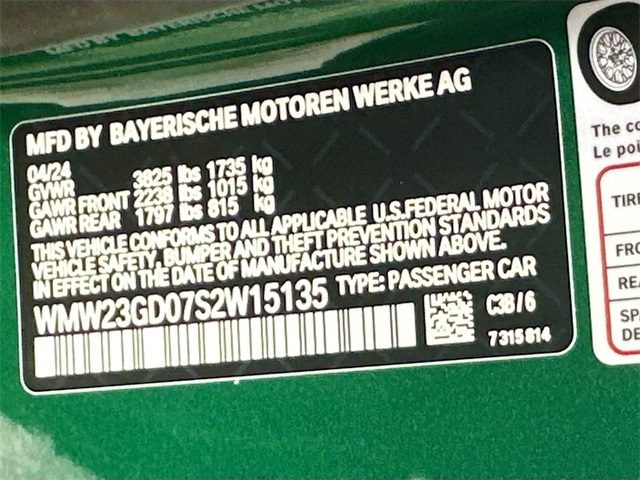 MFD BY BAYERISCHE MOTOREN WERKE AG
04/24
GVWR 3825 lbs 1735 kg
GAWR FRONT 2238 lbs 1015 kg
GAWR REAR 1797 lbs 815 kg
THIS VEHICLE CONFORMS TO ALL APPLICABLE U.S.FEDERAL MOTOR
VEHICLE SAFETY, BUMPER AND THEFT PREVENTION STANDARDS
IN EFFECT ON THE DATE OF MANUFACTURE SHOWN ABOVE.
WMW23GD07S2W15135 TYPE: PASSENGER CAR
C3B/6
7315814
The co
Le poi
TIRE
FRO
REA
SPA
DE